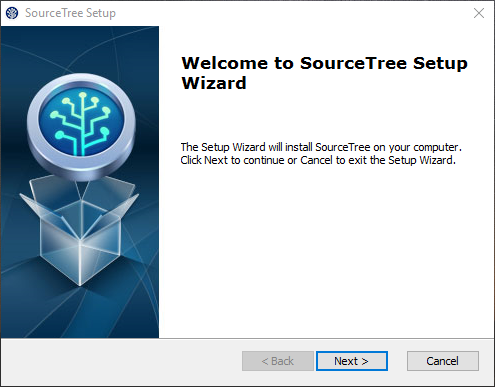 SourceTree Setup
Welcome to SourceTree Setup
Wizard
The Setup Wizard will install SourceTree on your computer.
Click Next to continue or Cancel to exit the Setup Wizard.
< Back
Next >
Cancel